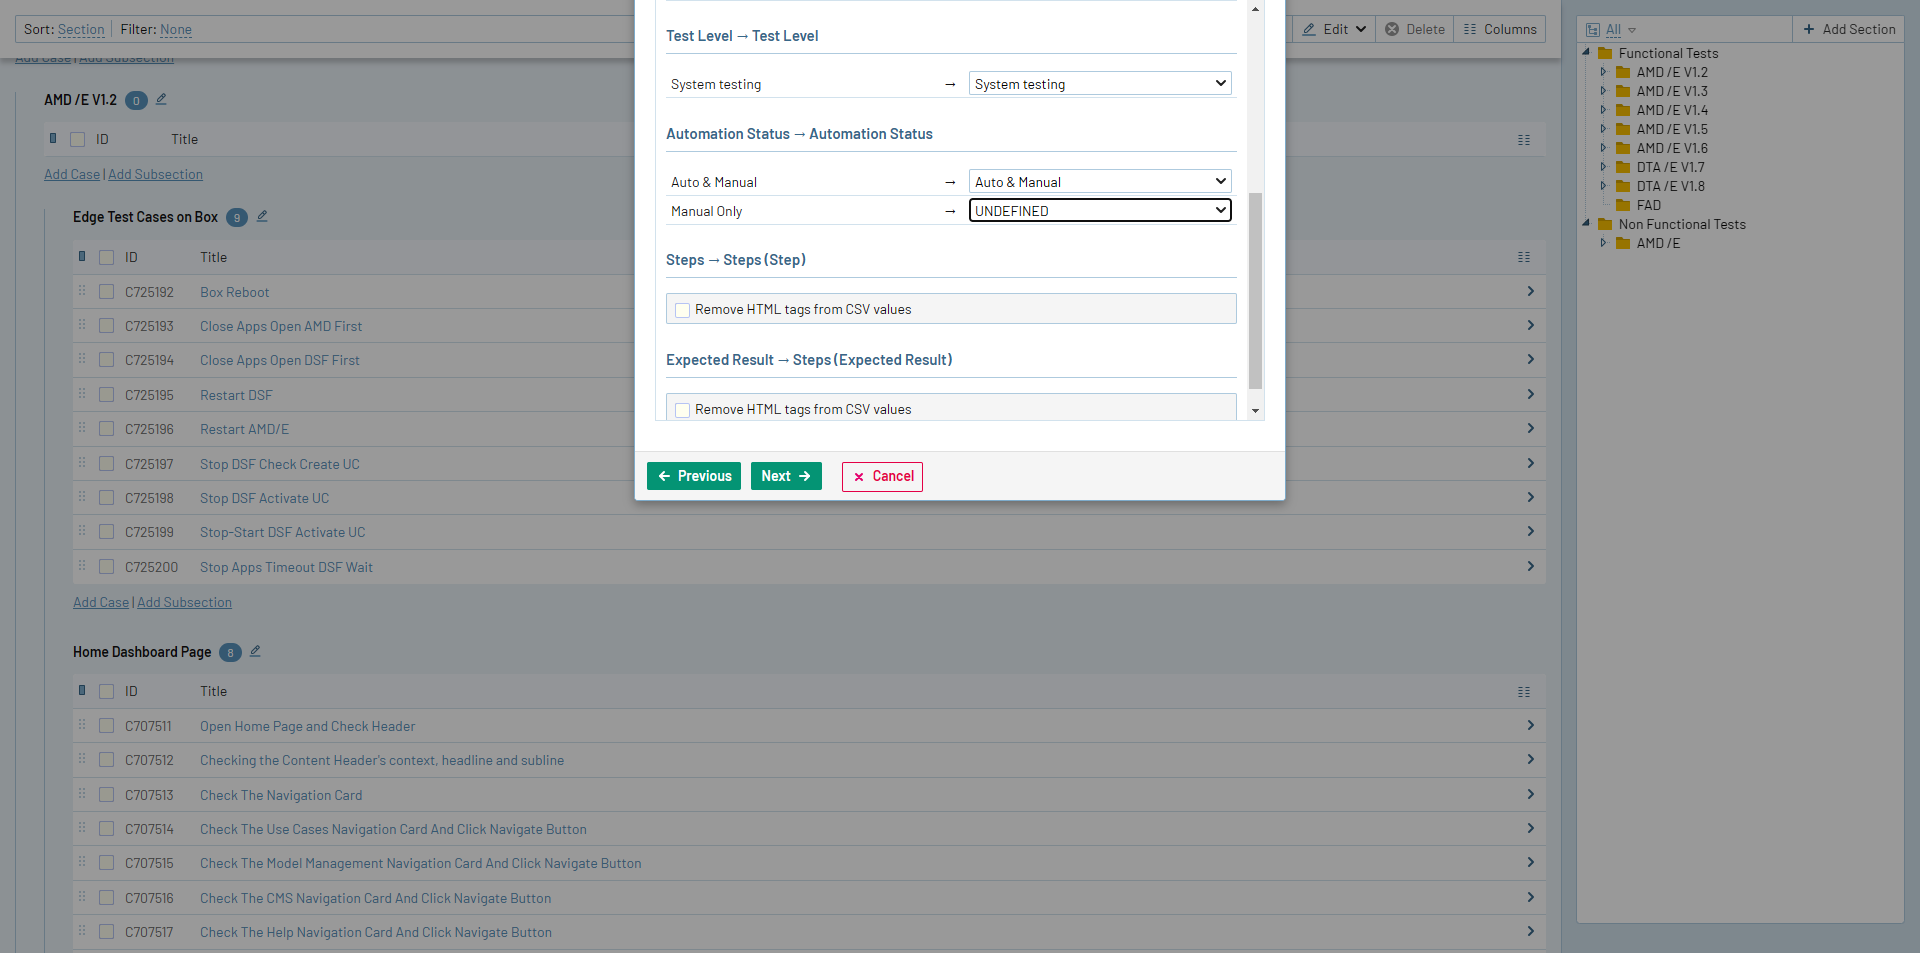 Sort: Section | Filter: None
Edit
Delete
Columns
Add Case | Add Subsection
AMD /E V1.2 0
ID Title
Add Case | Add Subsection
Edge Test Cases on Box 9
ID Title
C725192 Box Reboot
C725193 Close Apps Open AMD First
C725194 Close Apps Open DSF First
C725195 Restart DSF
C725196 Restart AMD/E
C725197 Stop DSF Check Create UC
C725198 Stop DSF Activate UC
C725199 Stop-Start DSF Activate UC
C725200 Stop Apps Timeout DSF Wait
Add Case | Add Subsection
Home Dashboard Page 8
ID Title
C707511 Open Home Page and Check Header
C707512 Checking the Content Header's context, headline and subline
C707513 Check The Navigation Card
C707514 Check The Use Cases Navigation Card And Click Navigate Button
C707515 Check The Model Management Navigation Card And Click Navigate Button
C707516 Check The CMS Navigation Card And Click Navigate Button
C707517 Check The Help Navigation Card And Click Navigate Button
Test Level → Test Level
System testing → System testing
Automation Status → Automation Status
Auto & Manual → Auto & Manual
Manual Only → UNDEFINED
Steps → Steps (Step)
Remove HTML tags from CSV values
Expected Result → Steps (Expected Result)
Remove HTML tags from CSV values
← Previous
Next →
× Cancel
All
+ Add Section
Functional Tests
AMD /E V1.2
AMD /E V1.3
AMD /E V1.4
AMD /E V1.5
AMD /E V1.6
DTA /E V1.7
DTA /E V1.8
FAD
Non Functional Tests
AMD /E